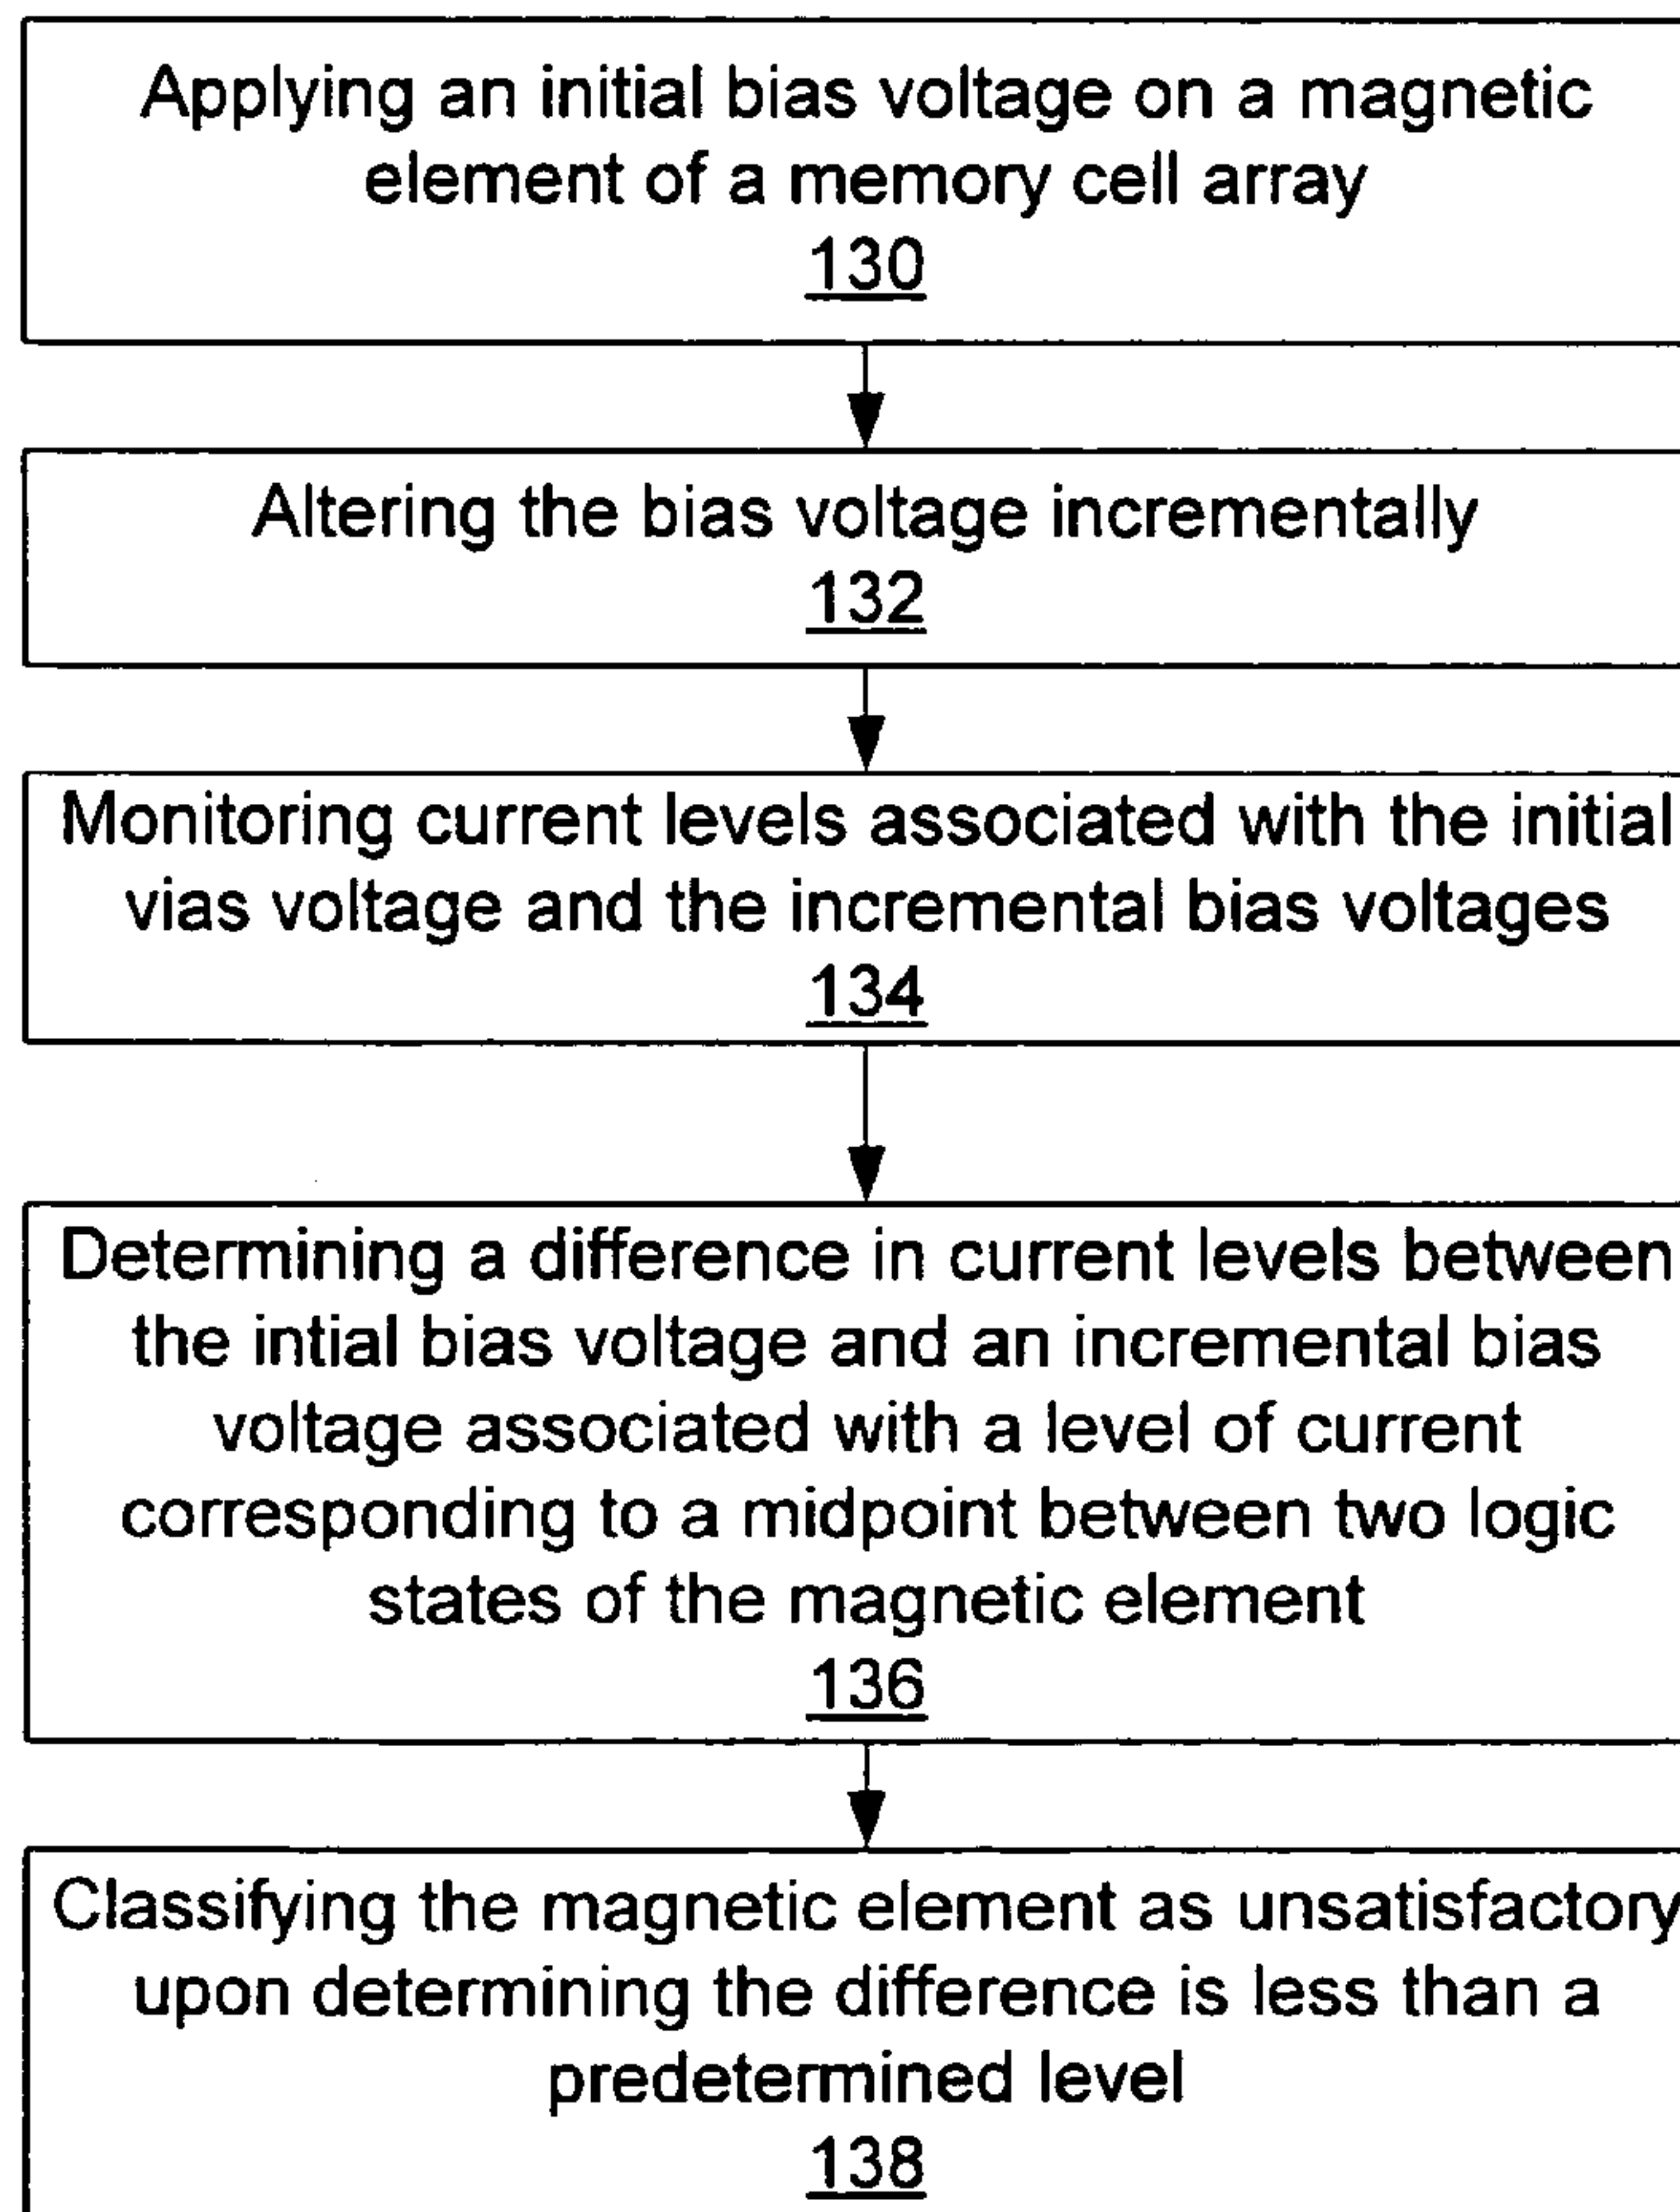 Applying an initial bias voltage on a magnetic
element of a memory cell array
130
Altering the bias voltage incrementally
132
Monitoring current levels associated with the initial
vias voltage and the incremental bias voltages
134
Determining a difference in current levels between
the intial bias voltage and an incremental bias
voltage associated with a level of current
corresponding to a midpoint between two logic
states of the magnetic element
136
Classifying the magnetic element as unsatisfactory
upon determining the difference is less than a
predetermined level
138